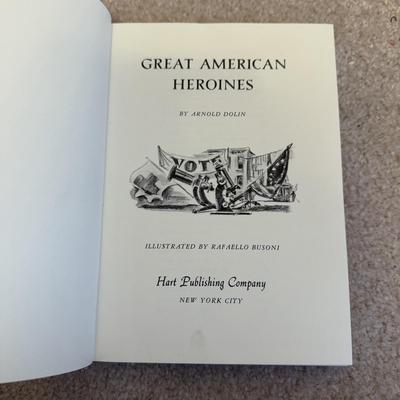 GREAT AMERICAN
HEROINES
BY ARNOLD DOLIN
VOTE
ILLUSTRATED BY RAFAELLO BUSONI
Hart Publishing Company
NEW YORK CITY